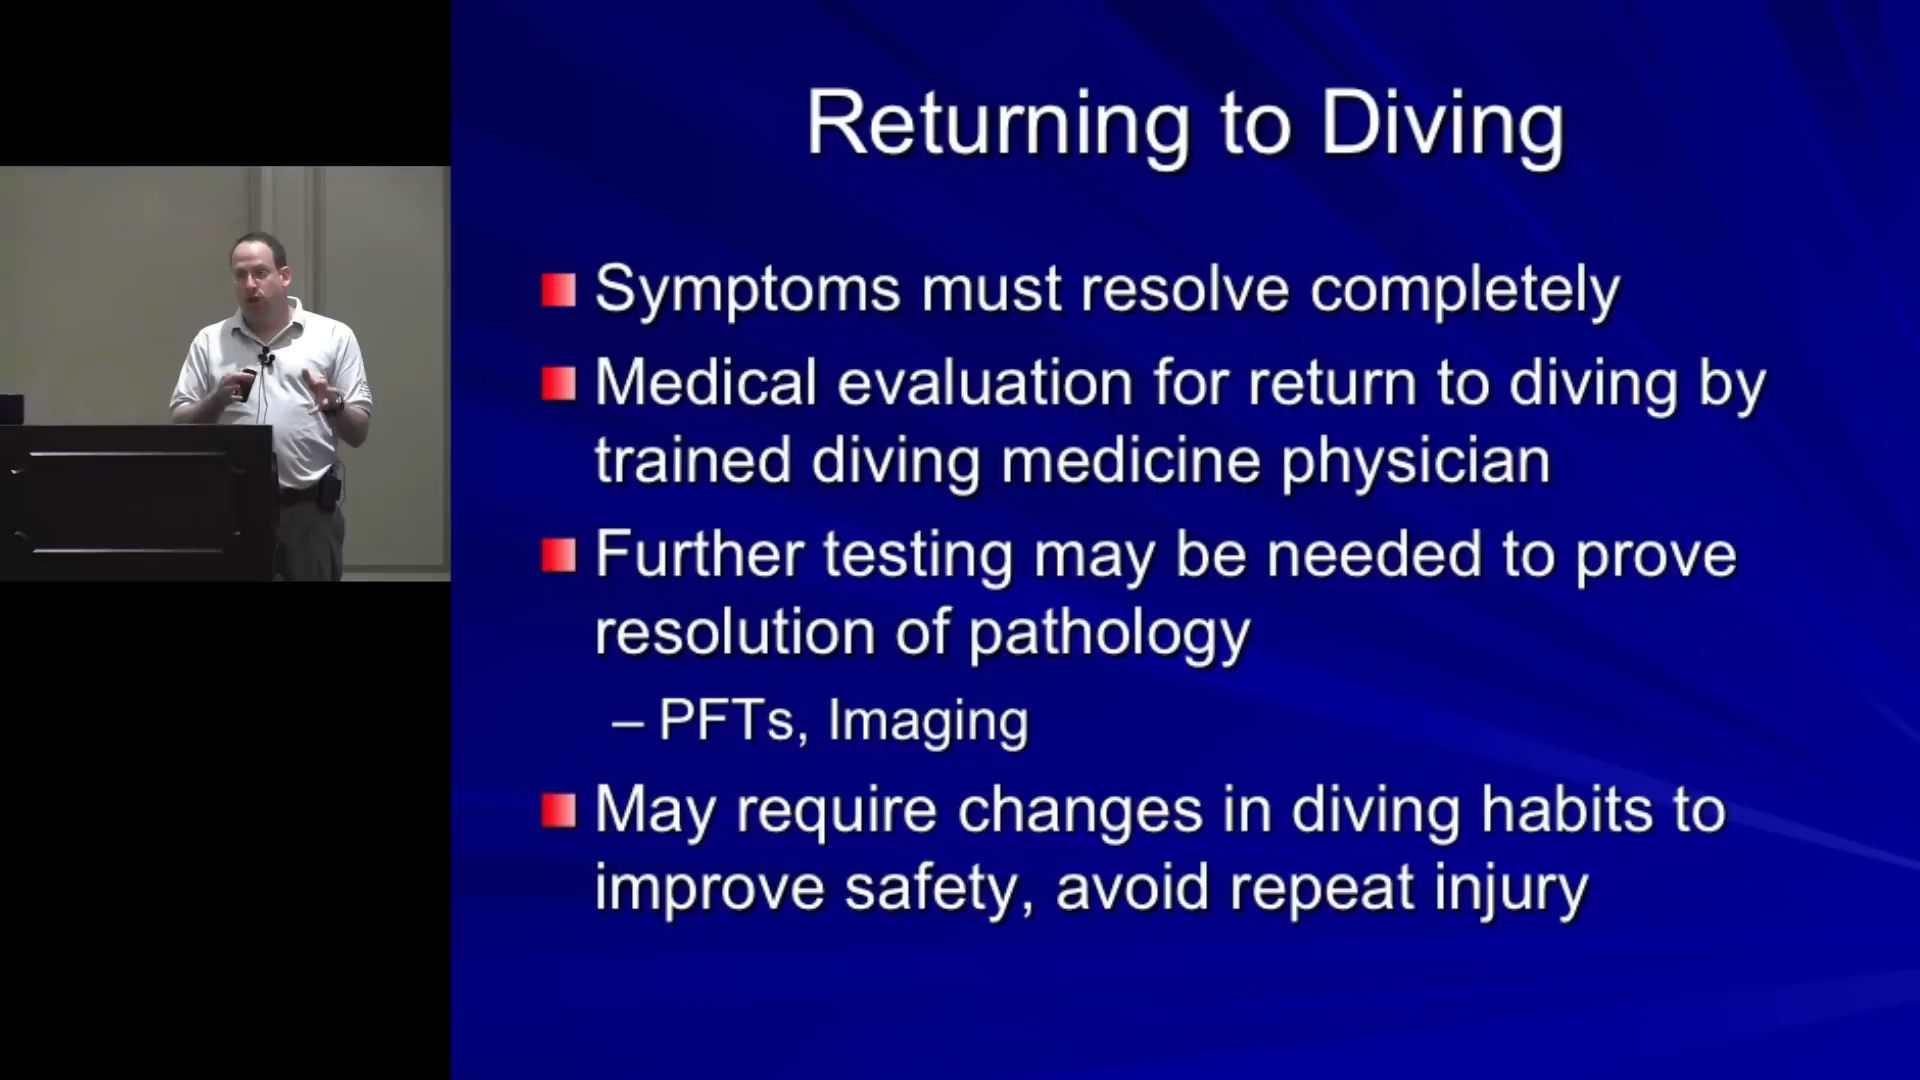 Returning to Diving
Symptoms must resolve completely
Medical evaluation for return to diving by
trained diving medicine physician
Further testing may be needed to prove
resolution of pathology
– PFTs, Imaging
May require changes in diving habits to
improve safety, avoid repeat injury